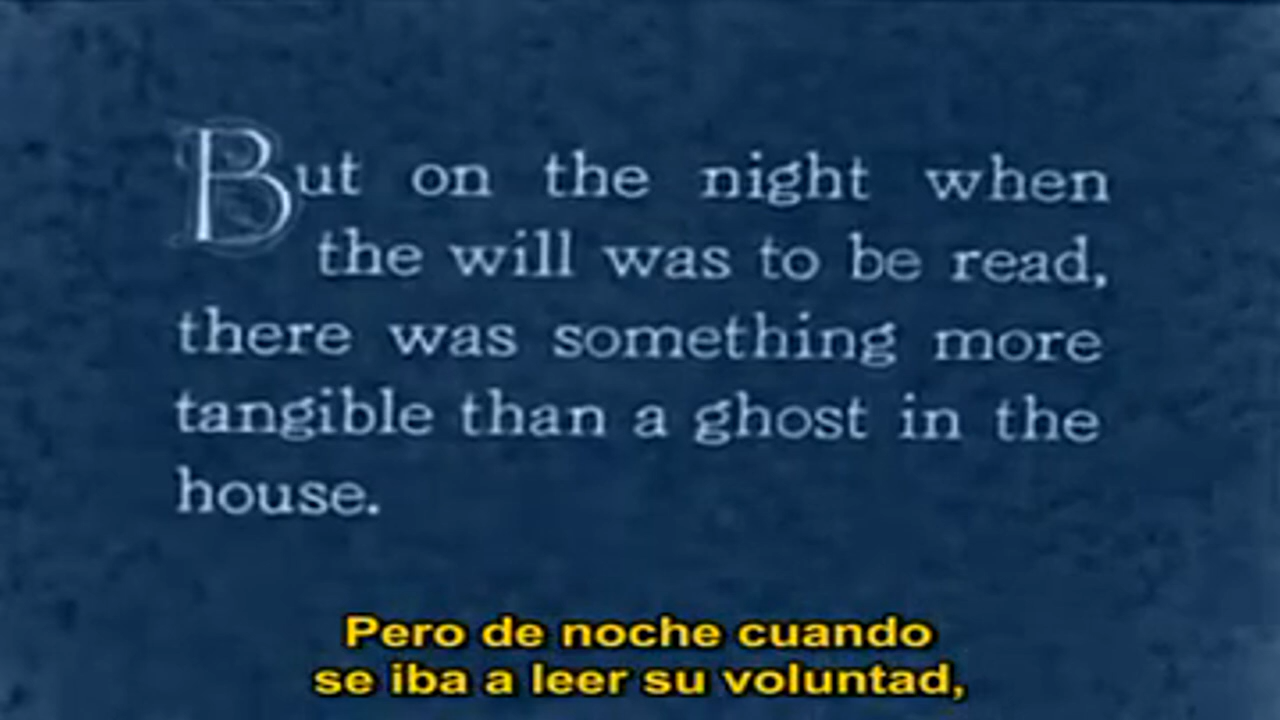 But on the night when
the will was to be read,
there was something more
tangible than a ghost in the
house.
Pero de noche cuando
se iba a leer su voluntad,